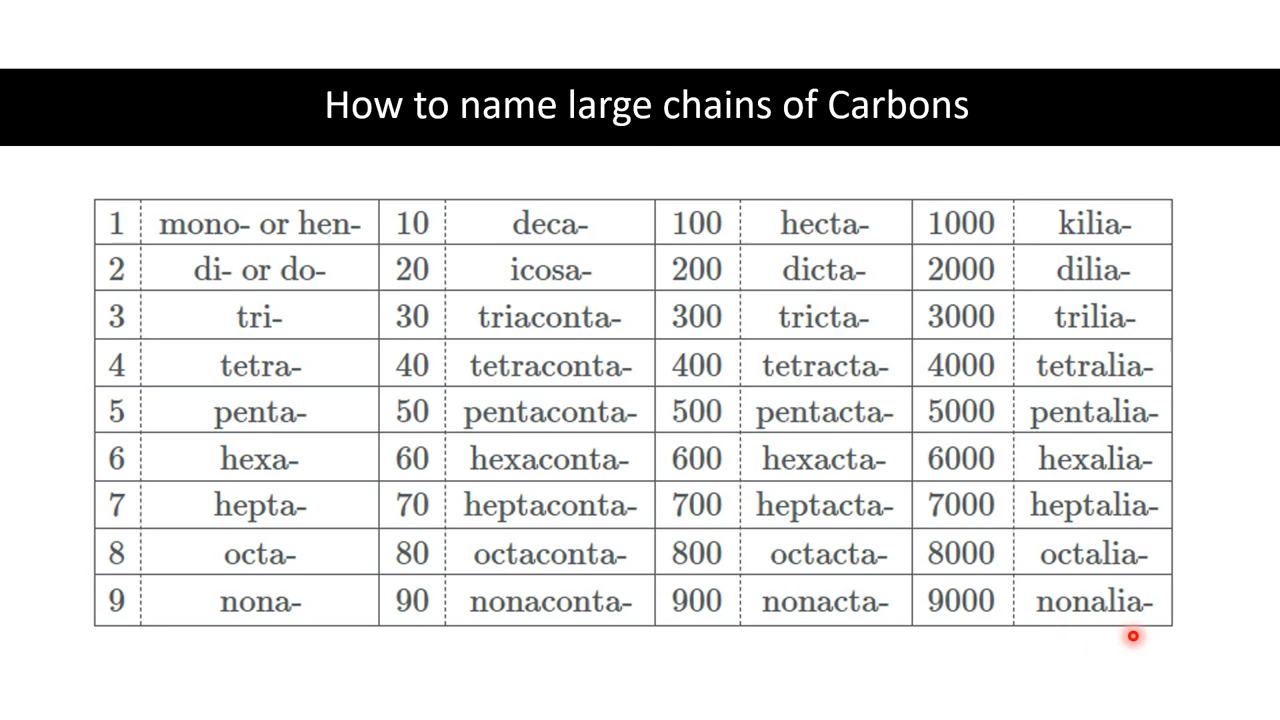 How to name large chains of Carbons
1 mono- or hen- 10 deca- 100 hecta- 1000 kilia-
2 di- or do- 20 icosa- 200 dicta- 2000 dilia-
3 tri- 30 triaconta- 300 tricta- 3000 trilia-
4 tetra- 40 tetraconta- 400 tetracta- 4000 tetralia-
5 penta- 50 pentaconta- 500 pentacta- 5000 pentalia-
6 hexa- 60 hexaconta- 600 hexacta- 6000 hexalia-
7 hepta- 70 heptaconta- 700 heptacta- 7000 heptalia-
8 octa- 80 octaconta- 800 octacta- 8000 octalia-
9 nona- 90 nonaconta- 900 nonacta- 9000 nonalia-